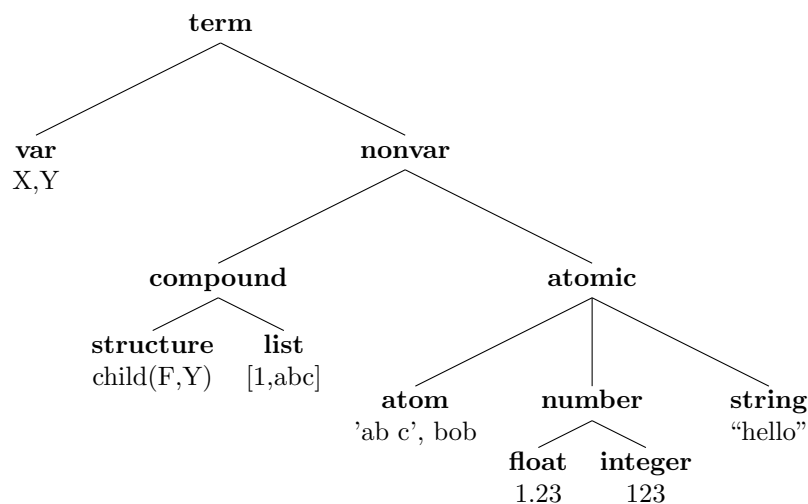 term
var nonvar
X,Y
compound atomic
structure list
child(F,Y) [1,abc]
atom number string
'ab c', bob “hello”
float integer
1.23 123